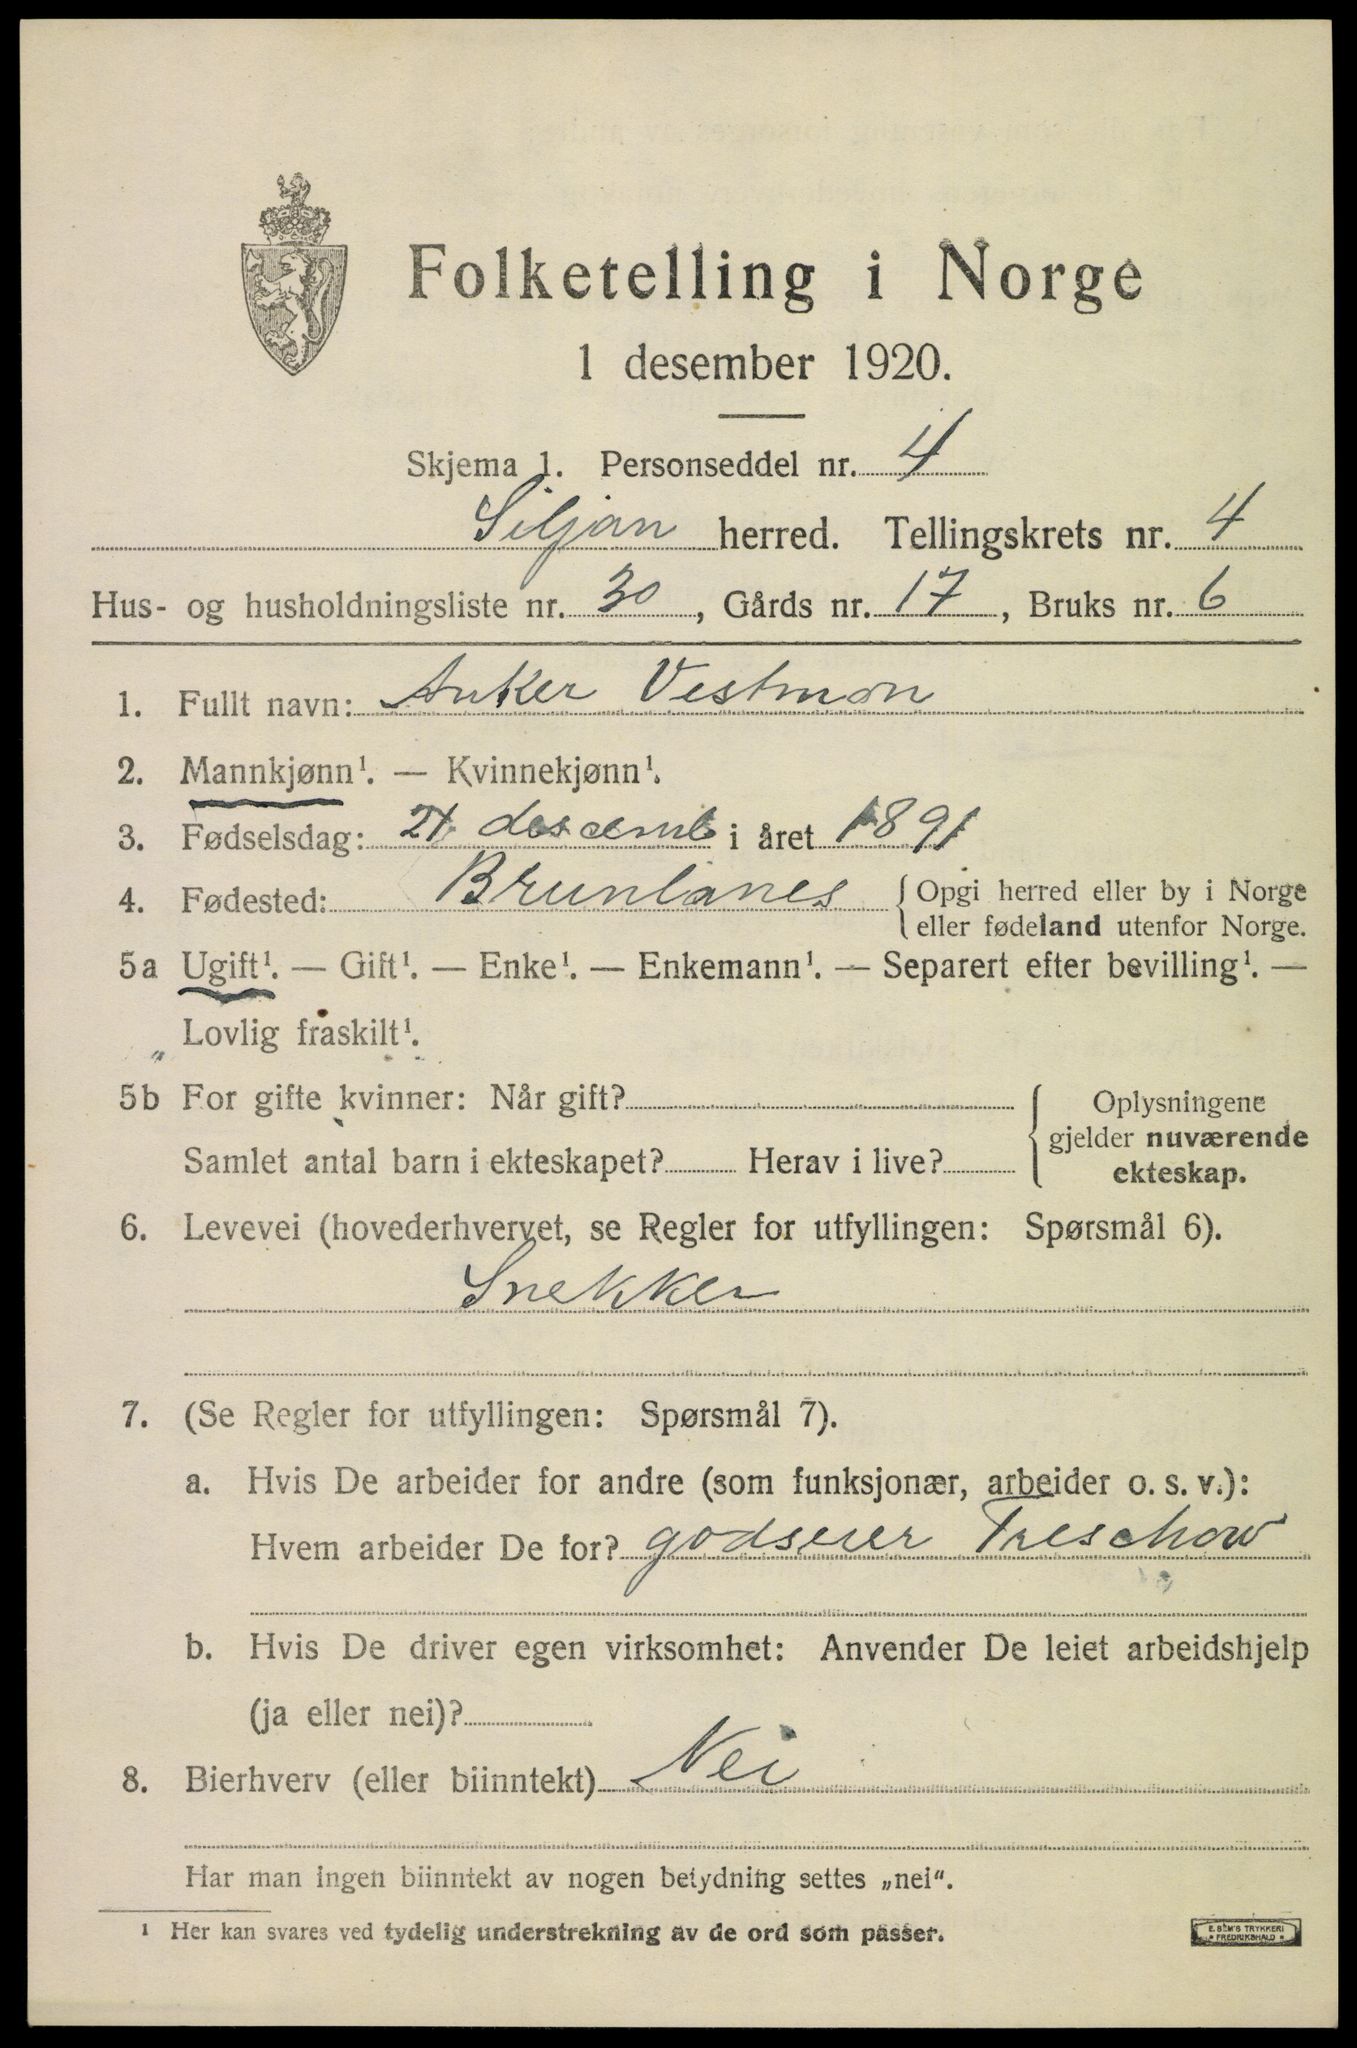 Folketelling i Norge
1 desember 1920.
Skjema 1. Personseddel nr. 4
Siljan herred. Tellingskrets nr. 4
Hus- og husholdningsliste nr. 30, Gårds nr. 17, Bruks nr. 6
1. Fullt navn: Anker Vestmon
2. Mannkjønn¹. — Kvinnekjønn¹.
3. Fødselsdag: 21 descemb i året 1891
4. Fødested: Brunlanes { Opgi herred eller by i Norge
eller fødeland utenfor Norge.
5a Ugift¹. — Gift¹. — Enke¹. — Enkemann¹. — Separert efter bevilling¹. —
„ Lovlig fraskilt¹.
5b For gifte kvinner: Når gift? { Oplysningene
gjelder nuværende
Samlet antal barn i ekteskapet? Herav i live? ekteskap.
6. Levevei (hovederhvervet, se Regler for utfyllingen: Spørsmål 6).
Snekker
7. (Se Regler for utfyllingen: Spørsmål 7).
a. Hvis De arbeider for andre (som funksjonær, arbeider o. s. v.):
Hvem arbeider De for? godseier Treschow
b. Hvis De driver egen virksomhet: Anvender De leiet arbeidshjelp
(ja eller nei)?
8. Bierhverv (eller biinntekt) Nei
Har man ingen biinntekt av nogen betydning settes „nei“.
¹ Her kan svares ved tydelig understrekning av de ord som passer.
E. SEM'S TRYKKERI
* FREDRIKSHALD *